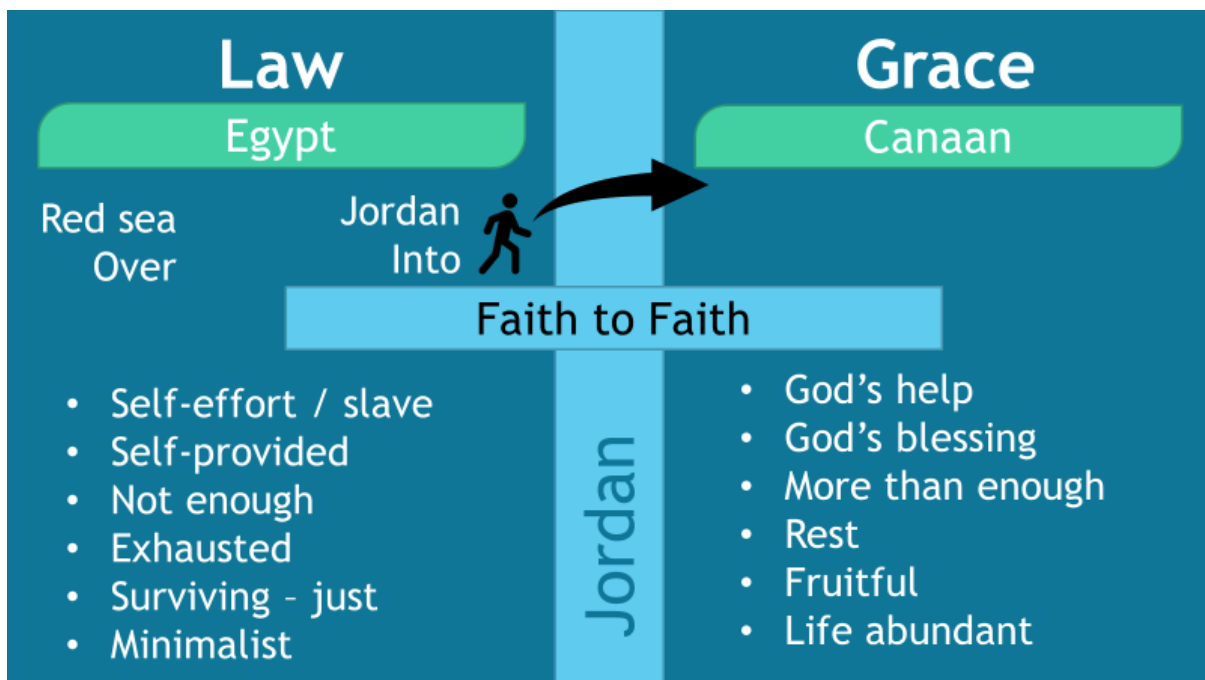 Law
Egypt
Red sea
Over
Jordan
Into
Grace
Canaan
Faith to Faith
• Self-effort / slave
• Self-provided
• Not enough
• Exhausted
• Surviving – just
• Minimalist
Jordan
• God’s help
• God’s blessing
• More than enough
• Rest
• Fruitful
• Life abundant